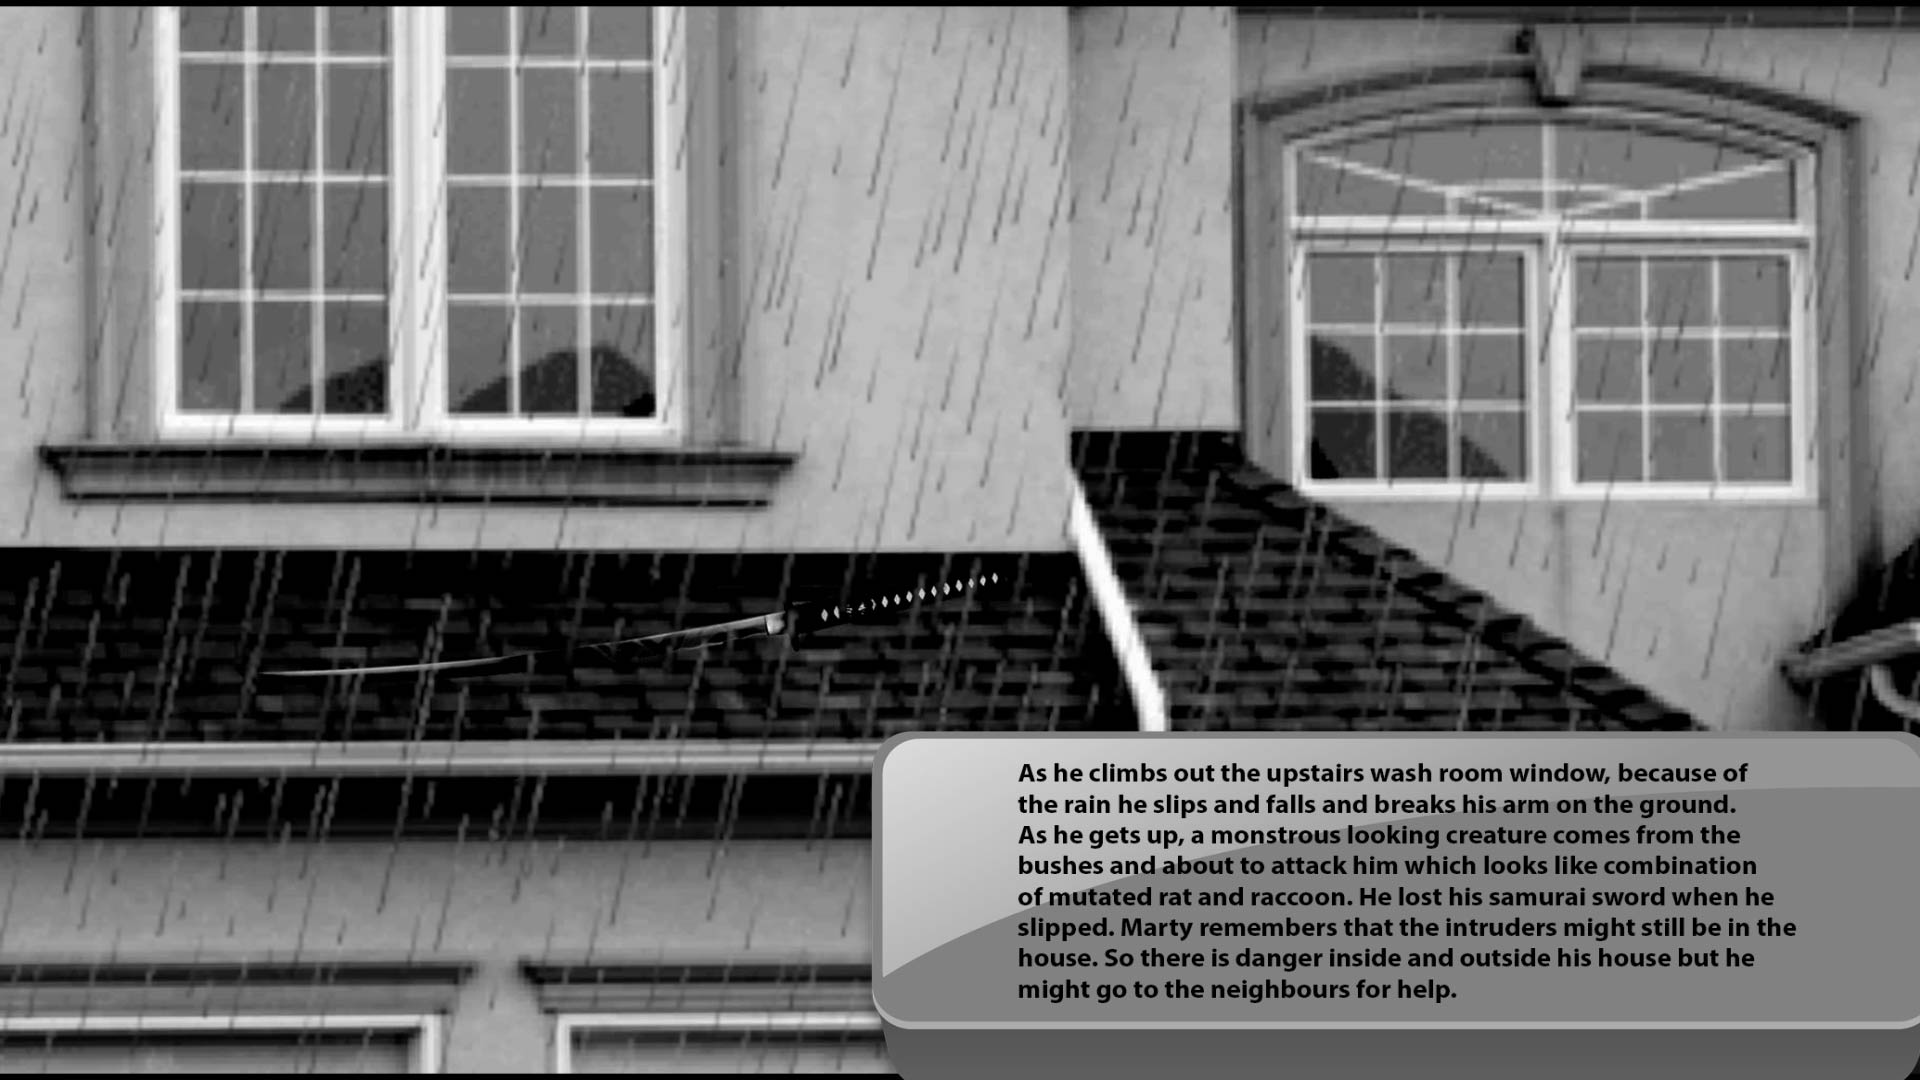 As he climbs out the upstairs wash room window, because of
the rain he slips and falls and breaks his arm on the ground.
As he gets up, a monstrous looking creature comes from the
bushes and about to attack him which looks like combination
of mutated rat and raccoon. He lost his samurai sword when he
slipped. Marty remembers that the intruders might still be in the
house. So there is danger inside and outside his house but he
might go to the neighbours for help.